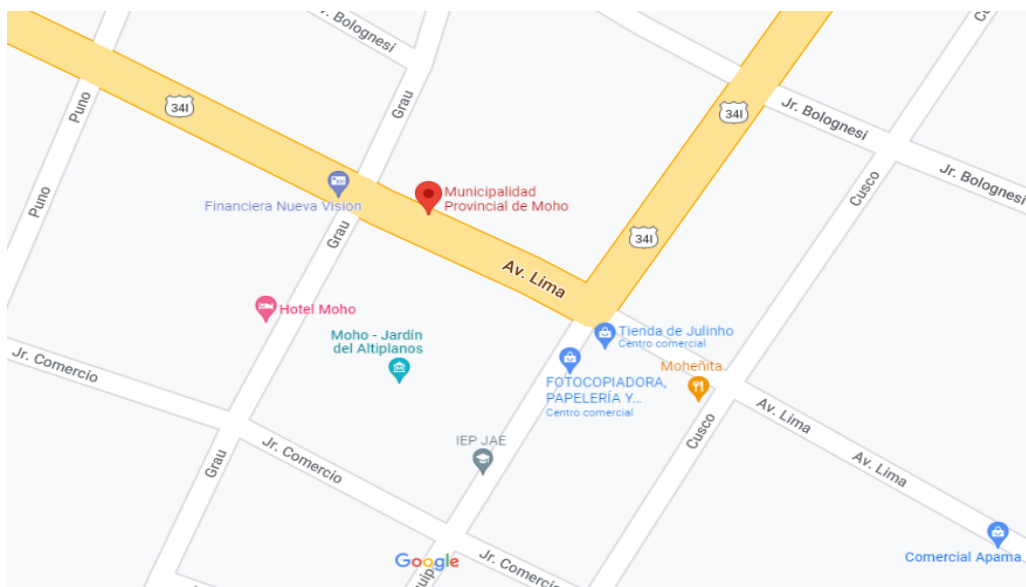 Jr. Bolognesi
341
Puno
Grau
341
Jr. Bolognesi
Jr. Bolognesi
Municipalidad
Provincial de Moho
Financiera Nueva Vision
Puno
Grau
Cusco
341
Av. Lima
Hotel Moho
Moho - Jardín
del Altiplanos
Tienda de Julinho
Centro comercial
Jr. Comercio
Moheñita.
FOTOCOPIADORA,
PAPELERÍA Y...
Centro comercial
Av. Lima
Cusco
IEP JAE
Jr. Comercio
Grau
Av. Lima
Google
Jr. Comercio
Comercial Apama